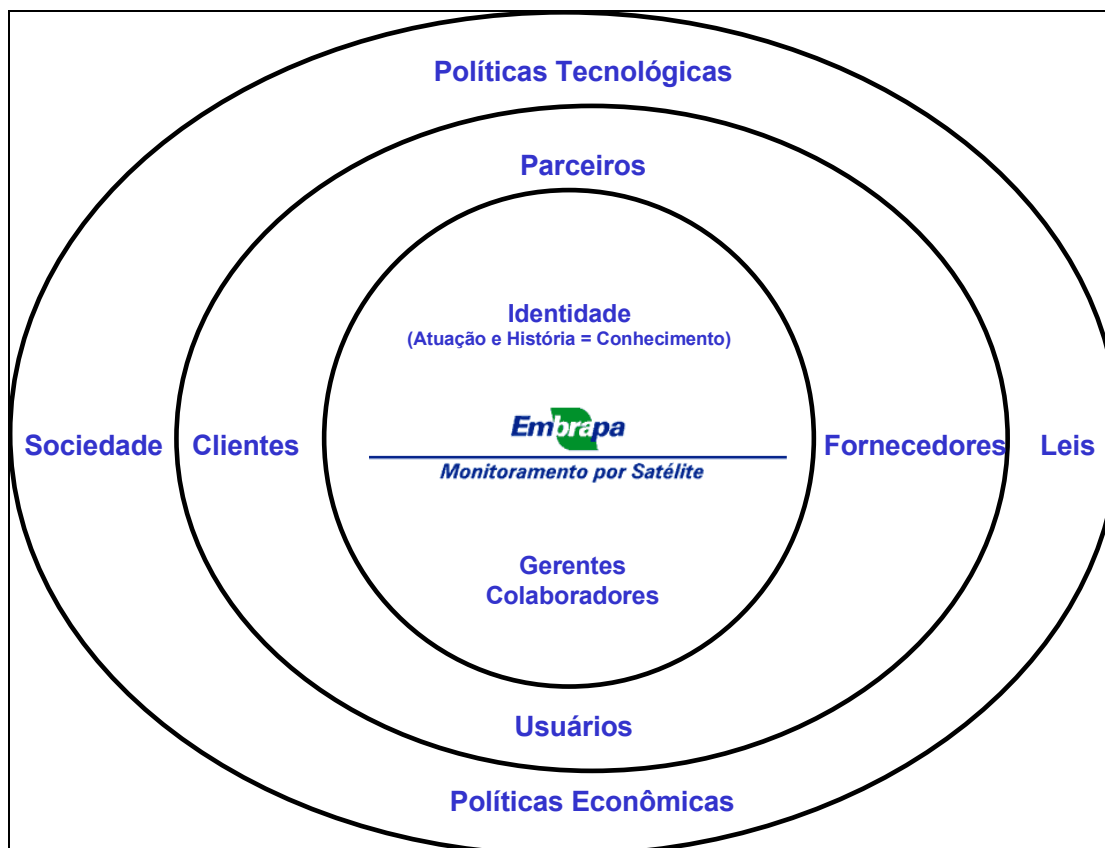 Políticas Tecnológicas
Parceiros
Identidade
(Atuação e História = Conhecimento)
Embrapa
Sociedade Clientes Fornecedores Leis
Monitoramento por Satélite
Gerentes
Colaboradores
Usuários
Políticas Econômicas